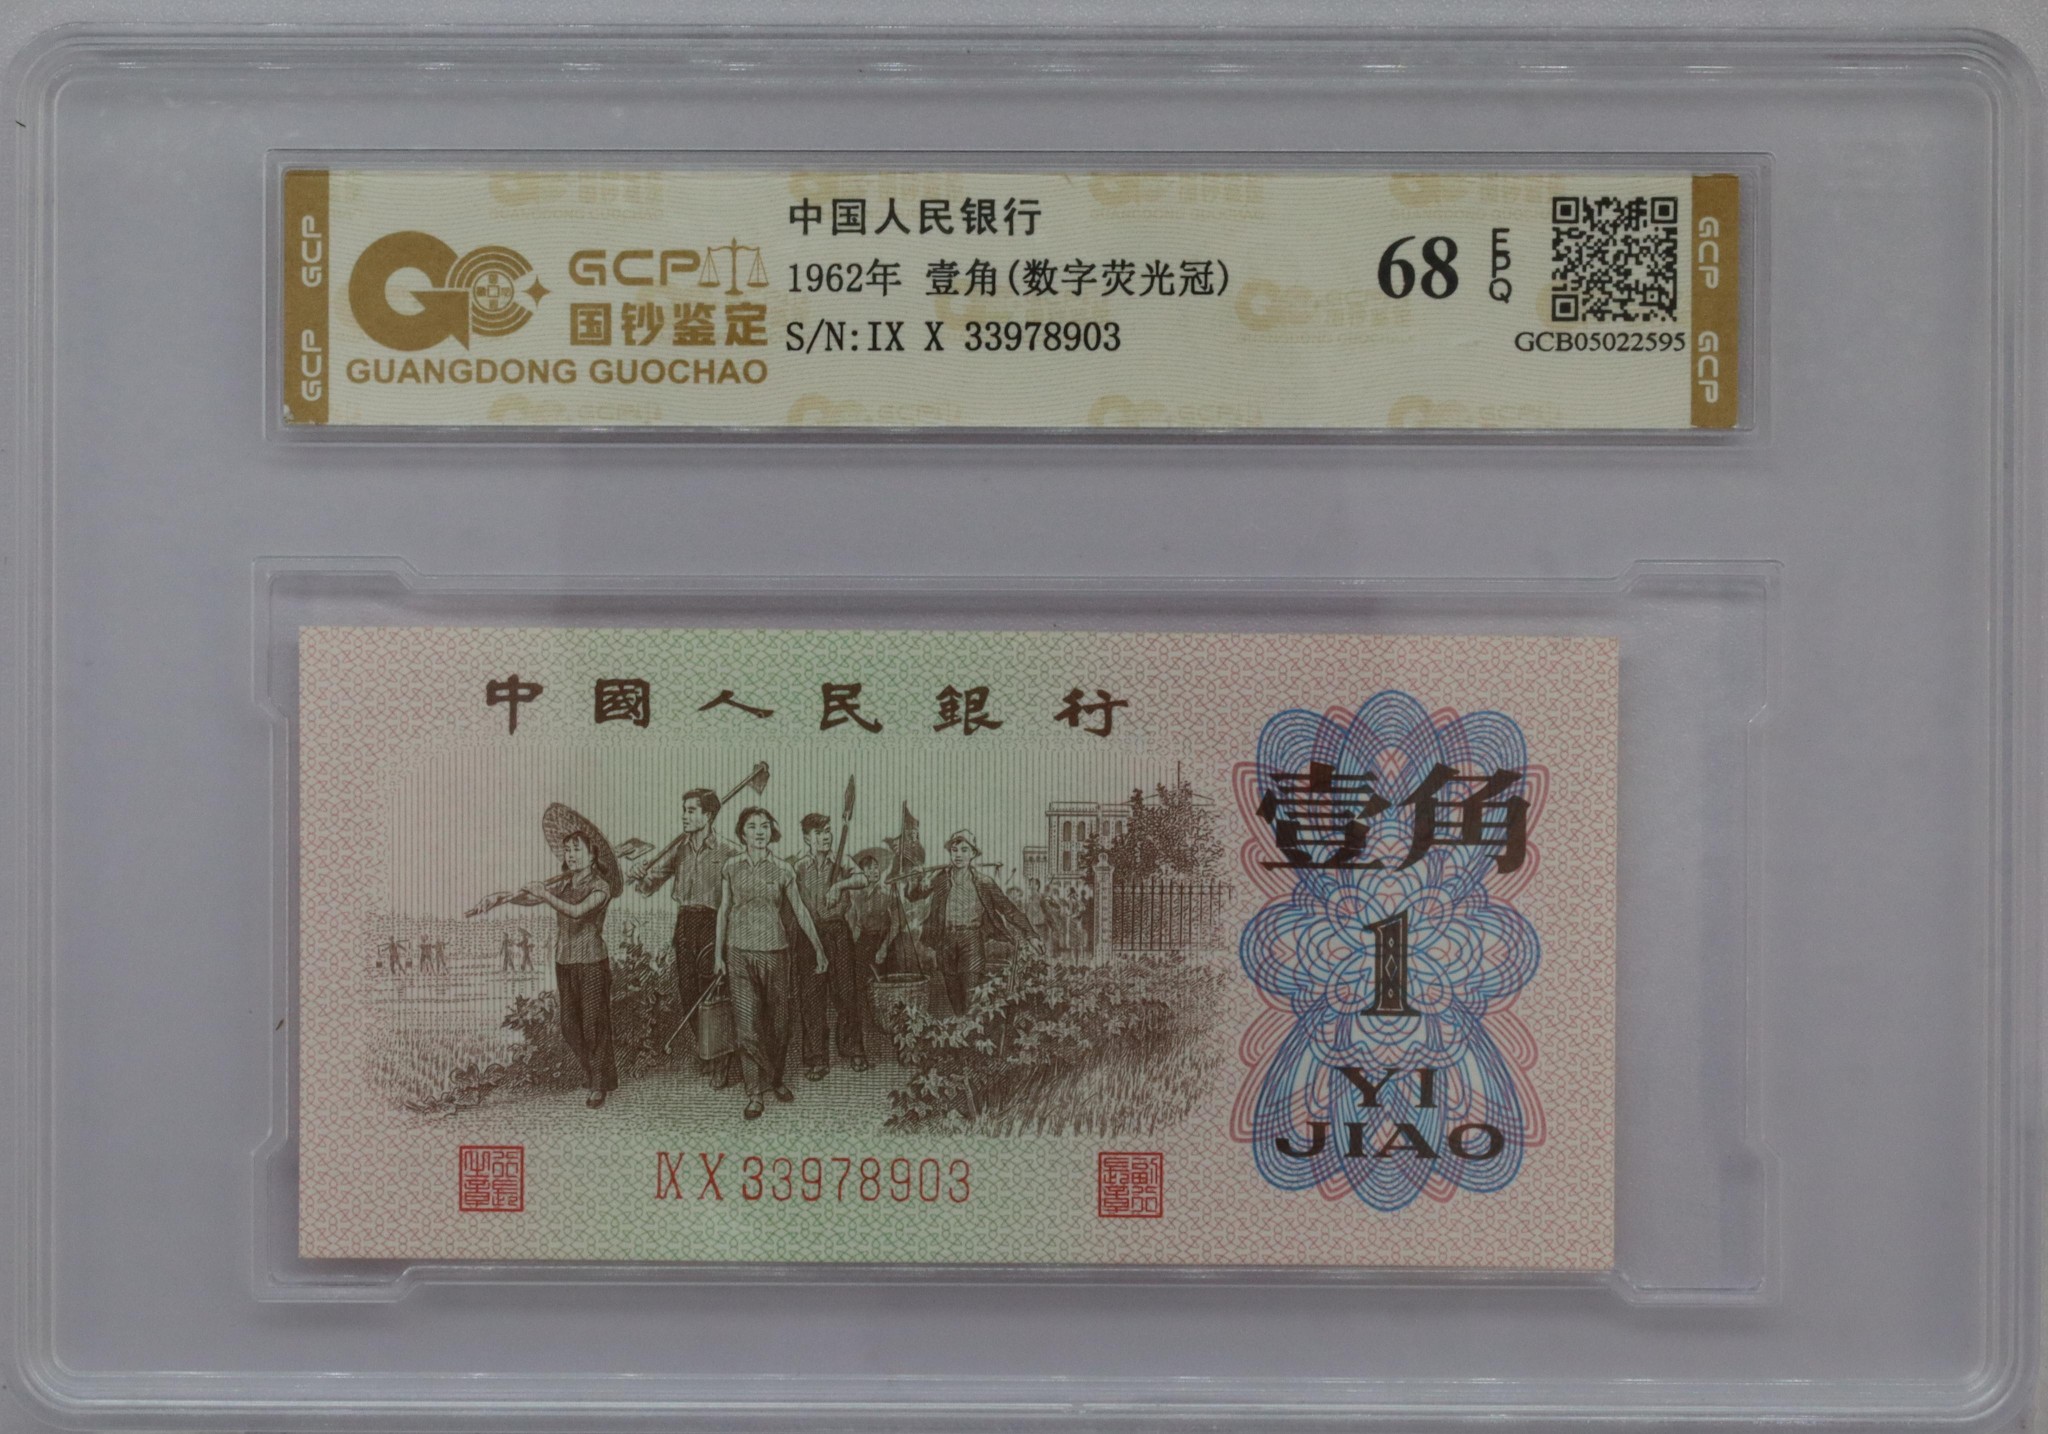 GCP
GCP
GCP
国钞鉴定
GUANGDONG GUOCHAO
中国人民银行
1962年 壹角(数字荧光冠)
S/N:IX X 33978903
68 EPQ
GCB05022595
GCP
GCP
中國人民銀行
壹角
1
YI
JIAO
IX X 33978903